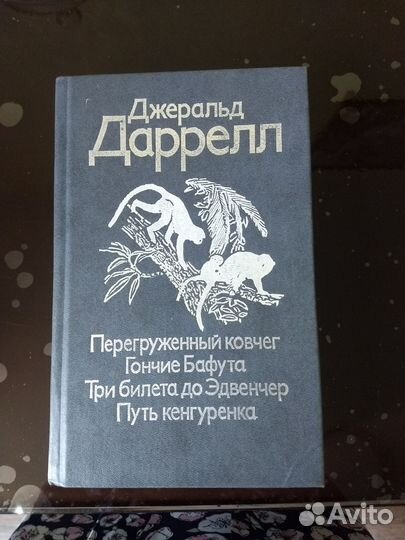 Джеральд
Даррелл
Перегруженный ковчег
Гончие Бафута
Три билета до Эдвенчер
Путь кенгуренка
Avito